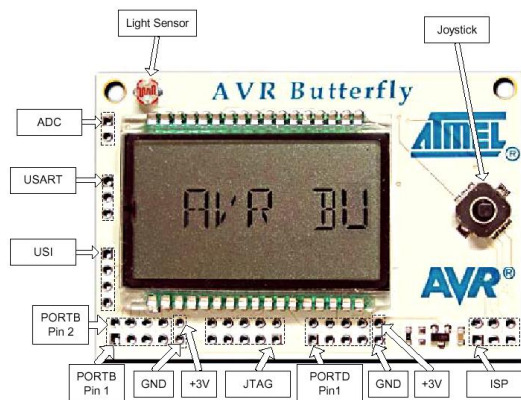 Light Sensor
Joystick
AVR Butterfly
ADC
ATMEL®
USART
AVR BU
USI
AVR®
PORTB
Pin 2
PORTB
Pin 1
GND
+3V
JTAG
PORTD
Pin1
GND
+3V
ISP